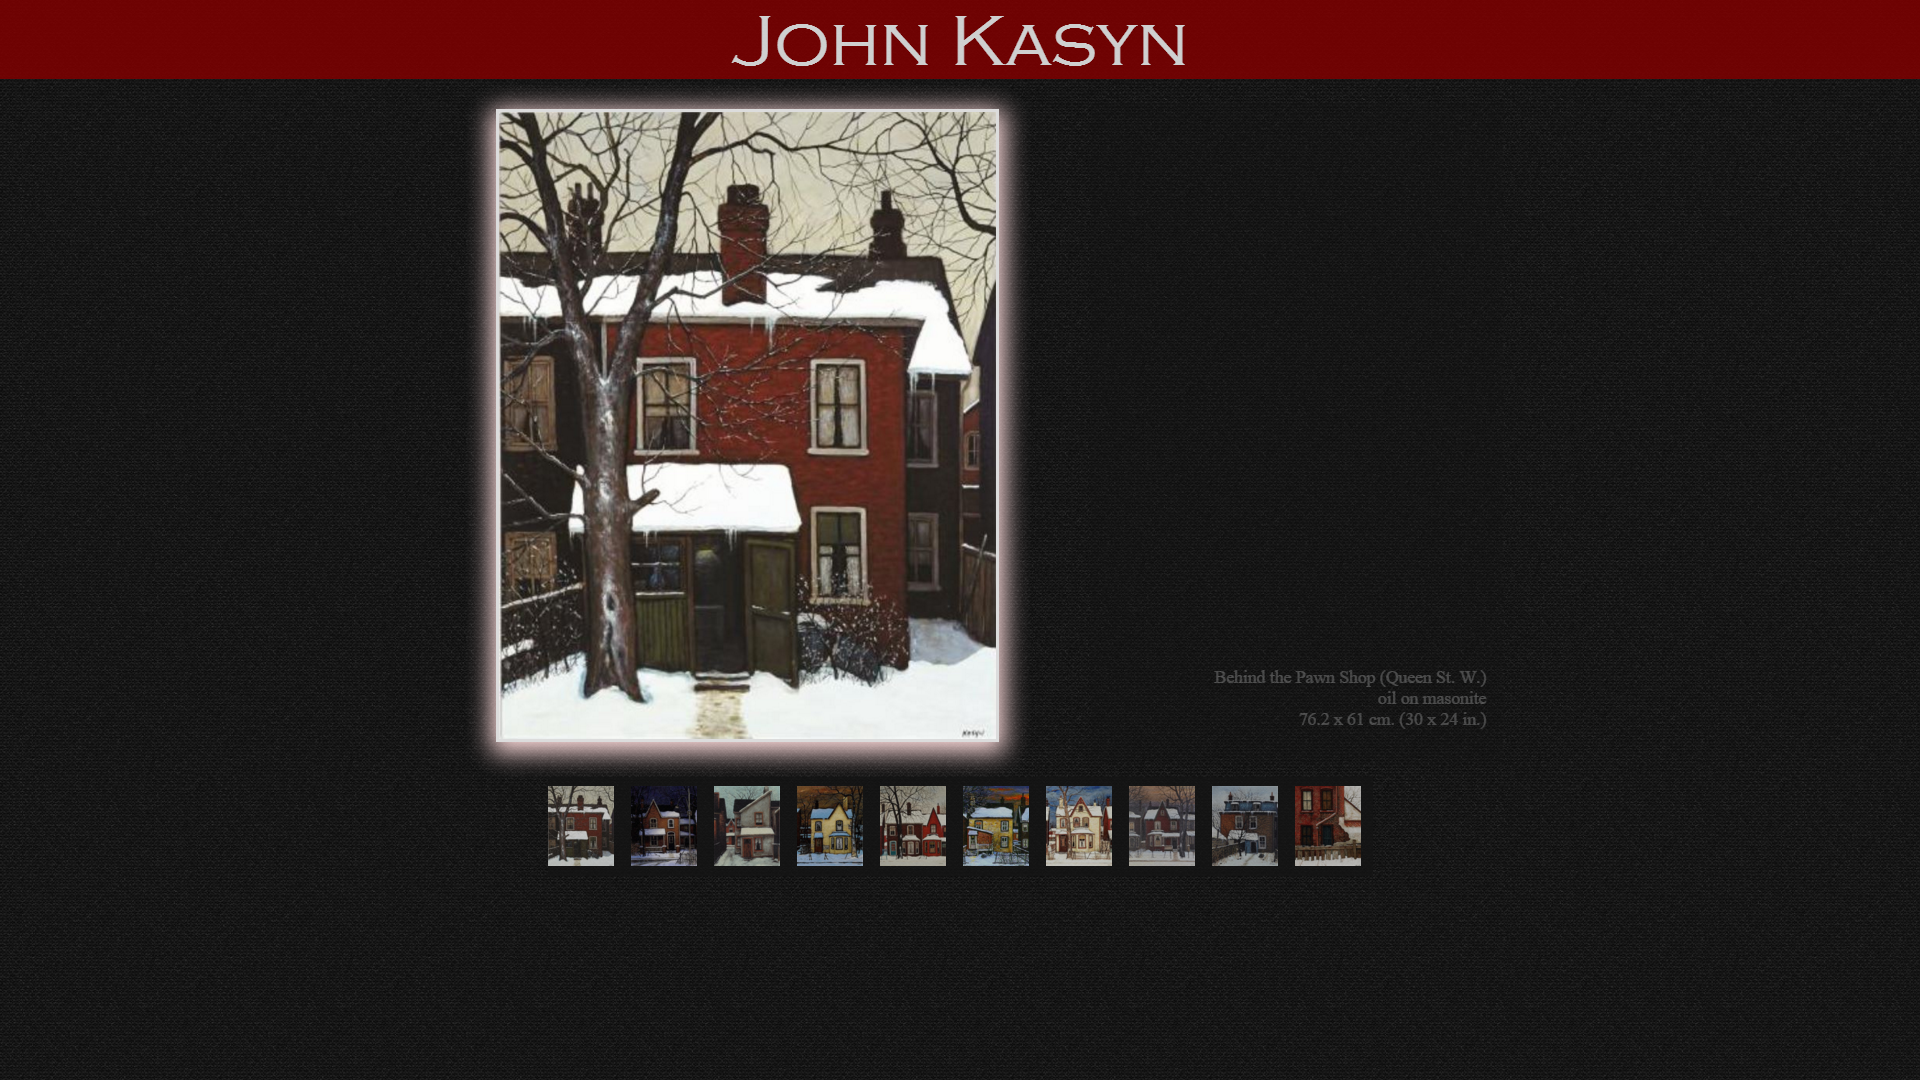 John Kasyn
Behind the Pawn Shop (Queen St. W.)
oil on masonite
76.2 x 61 cm. (30 x 24 in.)